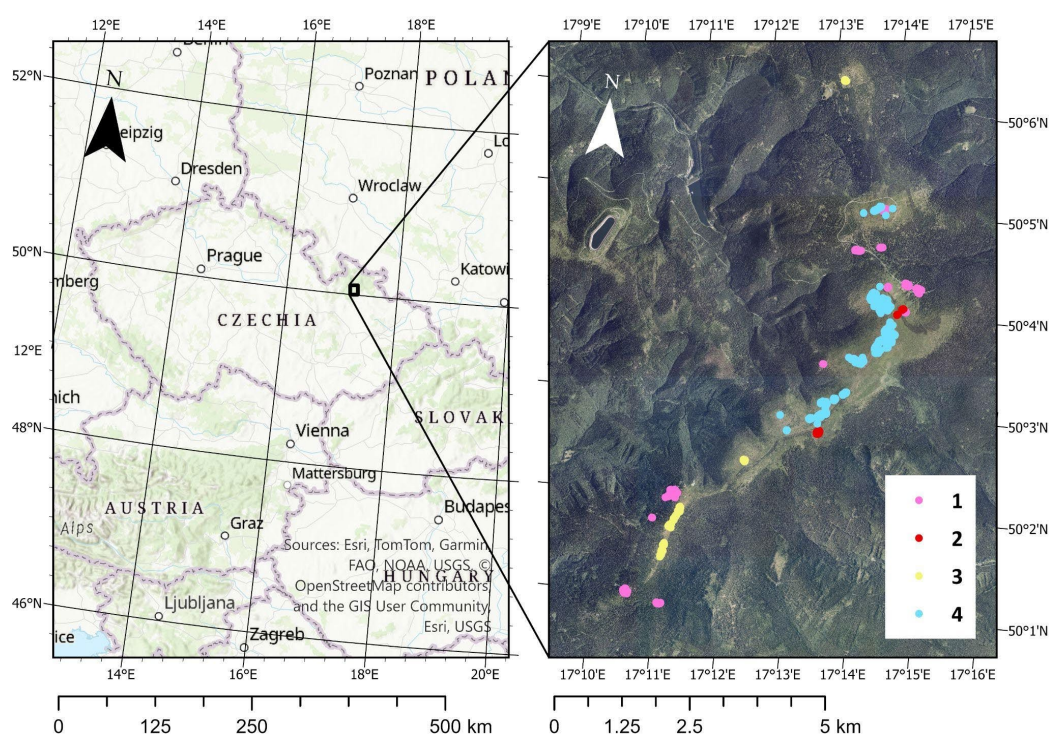 12°E 14°E 16°E 18°E
17°9'E 17°10'E 17°11'E 17°12'E 17°13'E 17°14'E 17°15'E
52°N
50°N
12°E
48°N
46°N
N
Poznan
POLAN
eipzig
Lo
Dresden
Wroclaw
Prague
Katowi
mberg
CZECHIA
nich
SLOVAK
Vienna
Mattersburg
AUSTRIA
Budapes
Graz
Alps
Sources: Esri, TomTom, Garmin,
FAO, NOAA, USGS, ©
HUNGARY
OpenStreetMap contributors,
and the GIS User Community,
Esri, USGS
Ljubljana
Zagreb
ice
14°E 16°E 18°E 20°E
0 125 250 500 km
N
50°6'N
50°5'N
50°4'N
50°3'N
50°2'N
50°1'N
1
2
3
4
17°10'E 17°11'E 17°12'E 17°13'E 17°14'E 17°15'E 17°16'E
0 1.25 2.5 5 km